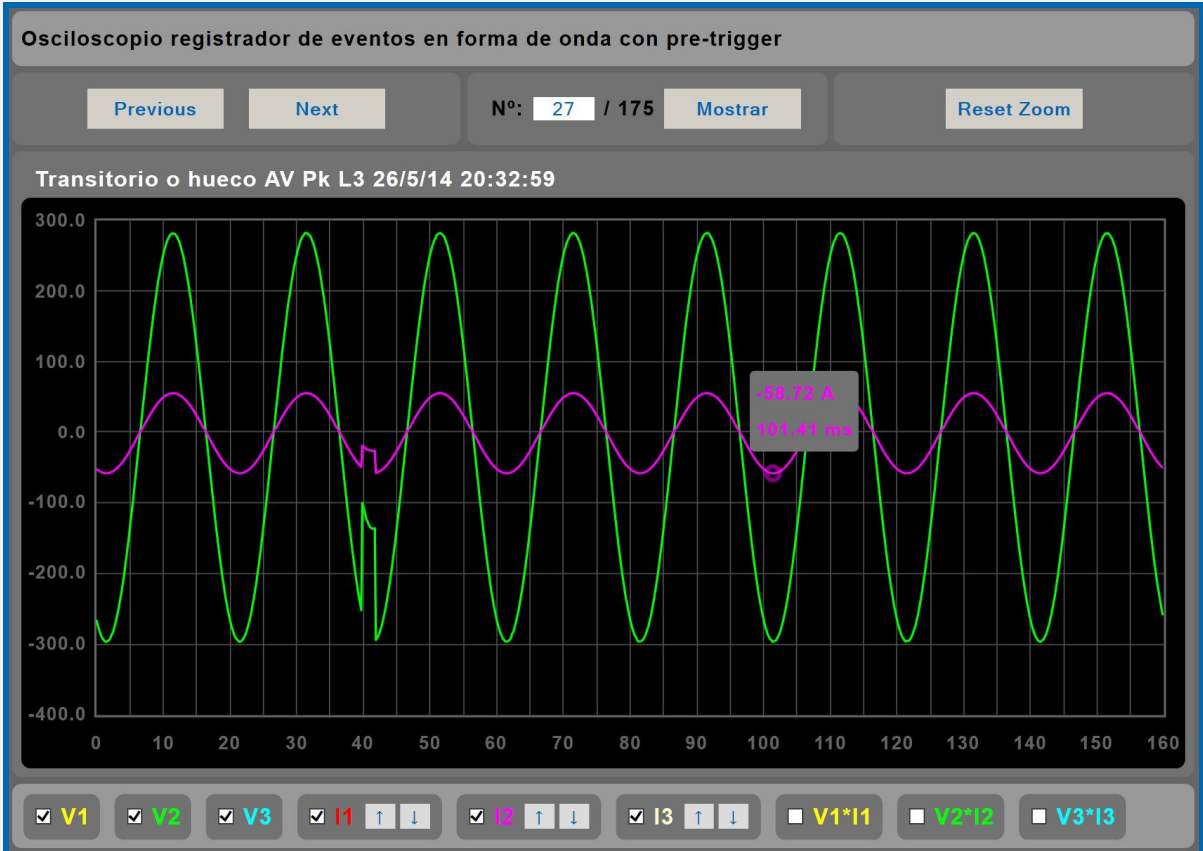 Osciloscopio registrador de eventos en forma de onda con pre-trigger
Previous Next Nº: 27 / 175 Mostrar Reset Zoom
Transitorio o hueco AV Pk L3 26/5/14 20:32:59
300.0
200.0
100.0
0.0
-100.0
-200.0
-300.0
-400.0
-58.72 A
101.41 ms
0 10 20 30 40 50 60 70 80 90 100 110 120 130 140 150 160
V1 V2 V3 I1 ↑ ↓ I2 ↑ ↓ I3 ↑ ↓ V1*I1 V2*I2 V3*I3